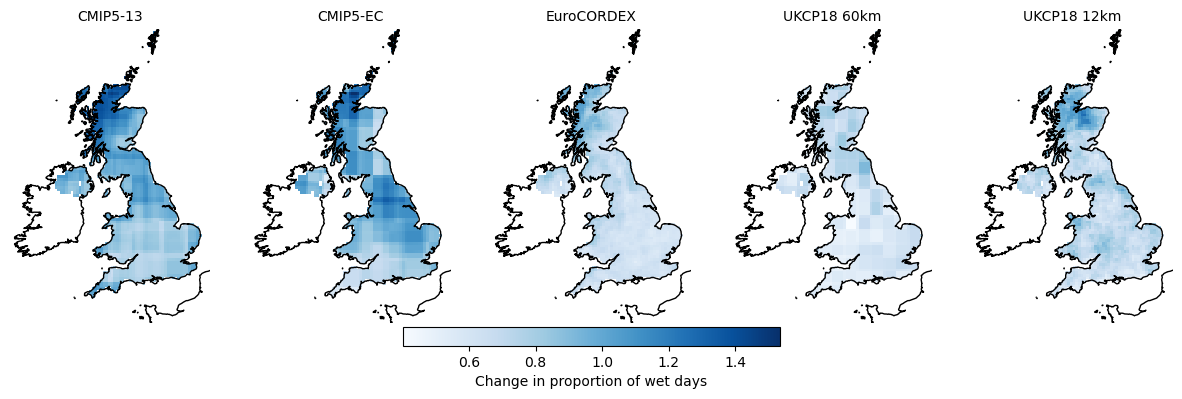 CMIP5-13 CMIP5-EC EuroCORDEX UKCP18 60km UKCP18 12km
0.6 0.8 1.0 1.2 1.4
Change in proportion of wet days